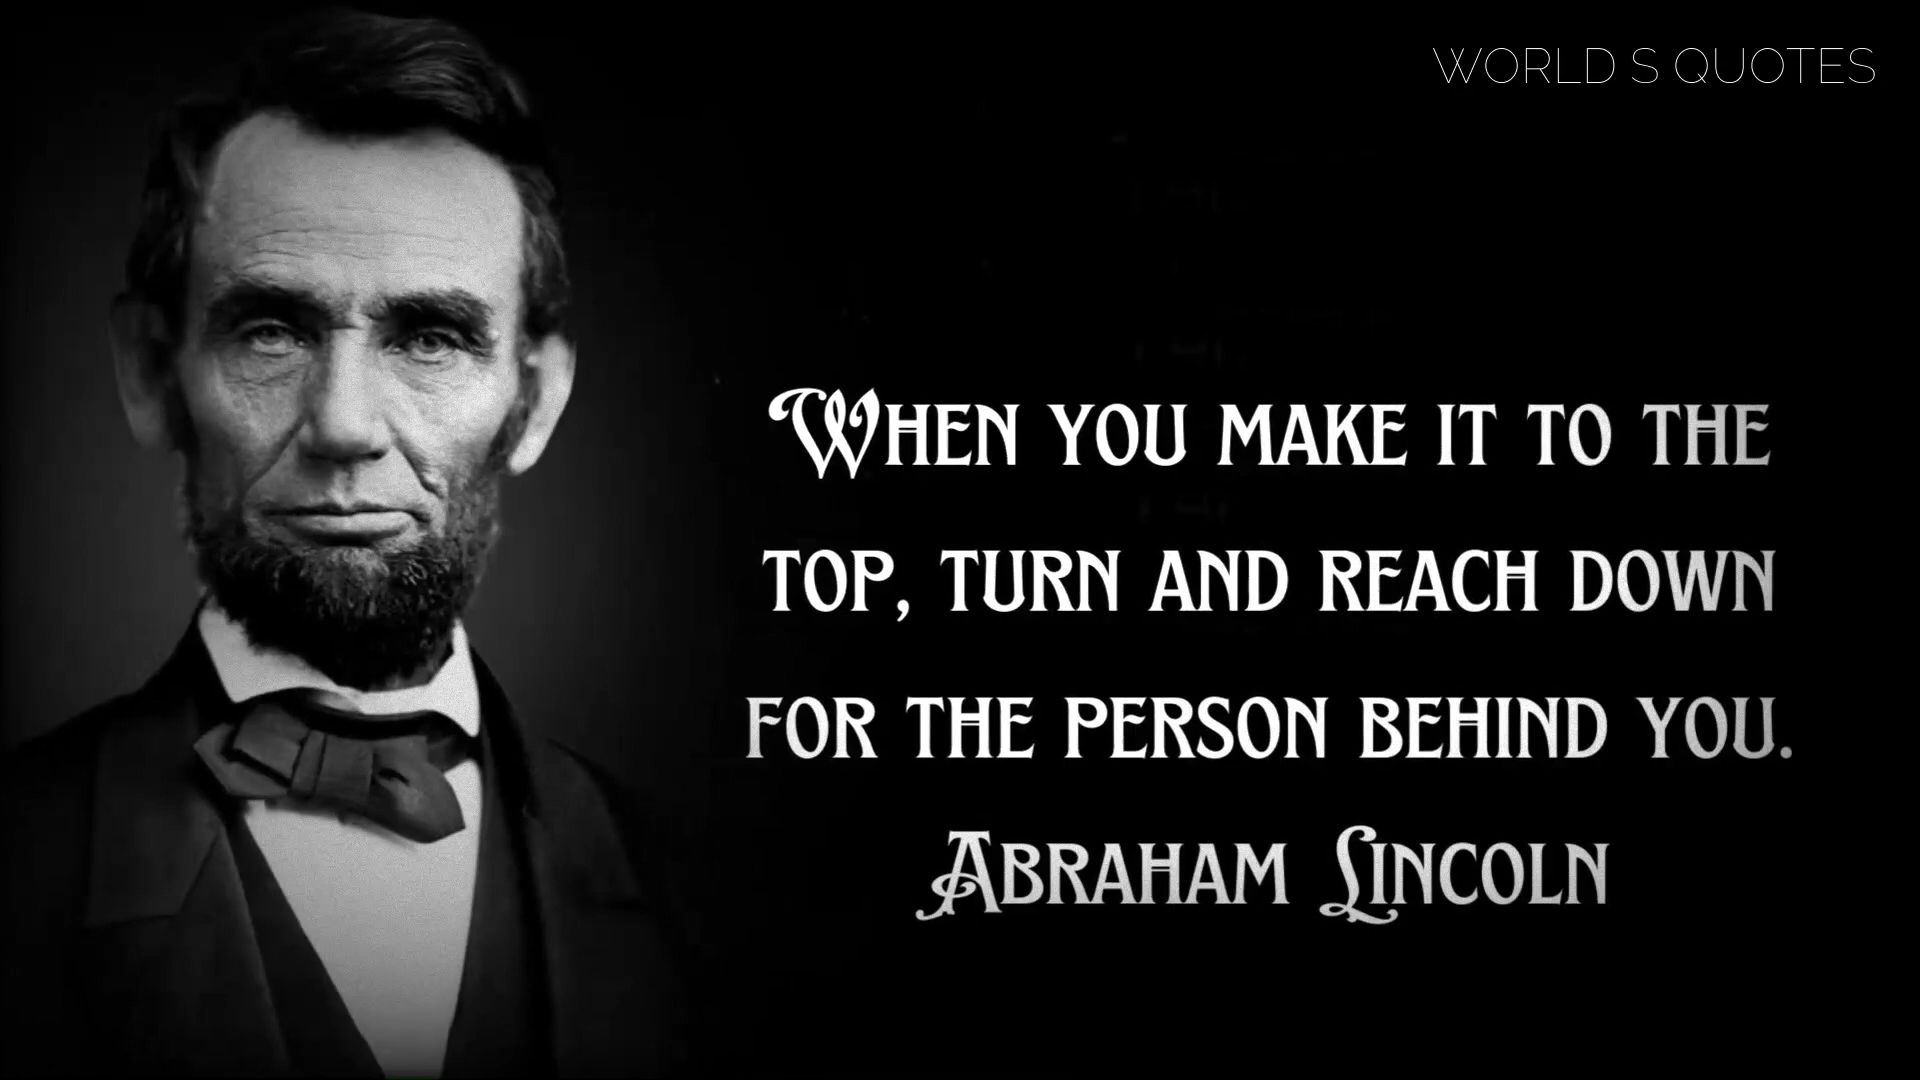 WORLD S QUOTES
WHEN YOU MAKE IT TO THE
TOP, TURN AND REACH DOWN
FOR THE PERSON BEHIND YOU.
ABRAHAM LINCOLN